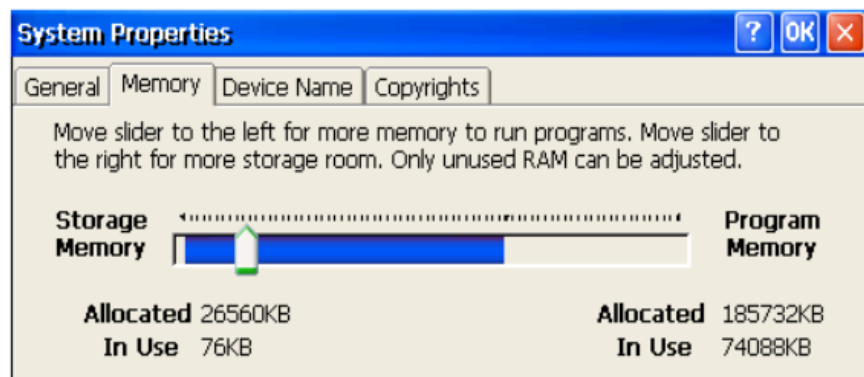 System Properties ? OK ×
General Memory Device Name Copyrights
Move slider to the left for more memory to run programs. Move slider to
the right for more storage room. Only unused RAM can be adjusted.
Storage Program
Memory Memory
Allocated 26560KB Allocated 185732KB
In Use 76KB In Use 74088KB